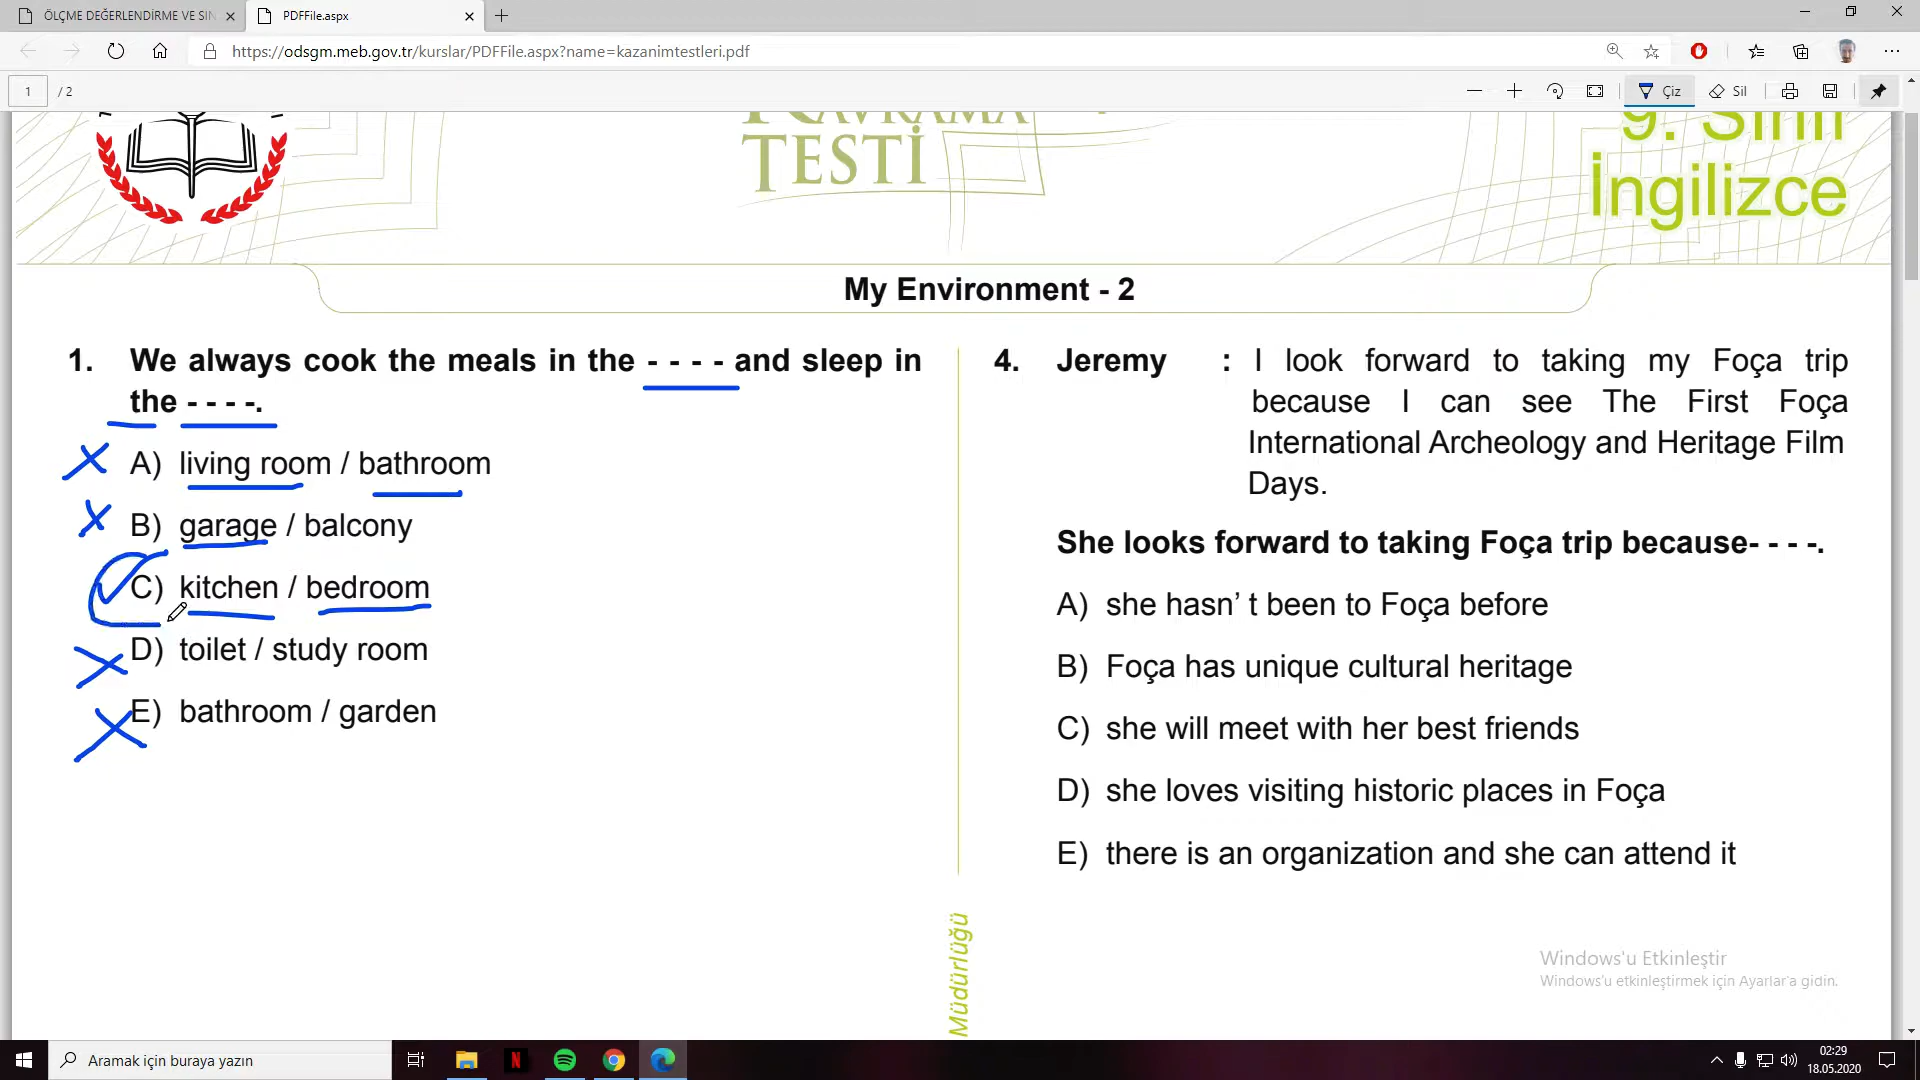 ÖLÇME DEĞERLENDİRME VE SIN
PDFFile.aspx
https://odsgm.meb.gov.tr/kurslar/PDFFile.aspx?name=kazanimtestleri.pdf
1 / 2
Çiz
Sil
KAVRAMA
TESTİ
9. Sınıf
İngilizce
My Environment - 2
1. We always cook the meals in the - - - - and sleep in
the - - - -.
A) living room / bathroom
B) garage / balcony
C) kitchen / bedroom
D) toilet / study room
E) bathroom / garden
4. Jeremy : I look forward to taking my Foça trip
because I can see The First Foça
International Archeology and Heritage Film
Days.
She looks forward to taking Foça trip because- - - -.
A) she hasn’ t been to Foça before
B) Foça has unique cultural heritage
C) she will meet with her best friends
D) she loves visiting historic places in Foça
E) there is an organization and she can attend it
Müdürlüğü
Windows'u Etkinleştir
Windows'u etkinleştirmek için Ayarlar'a gidin.
Aramak için buraya yazın
02:29
18.05.2020